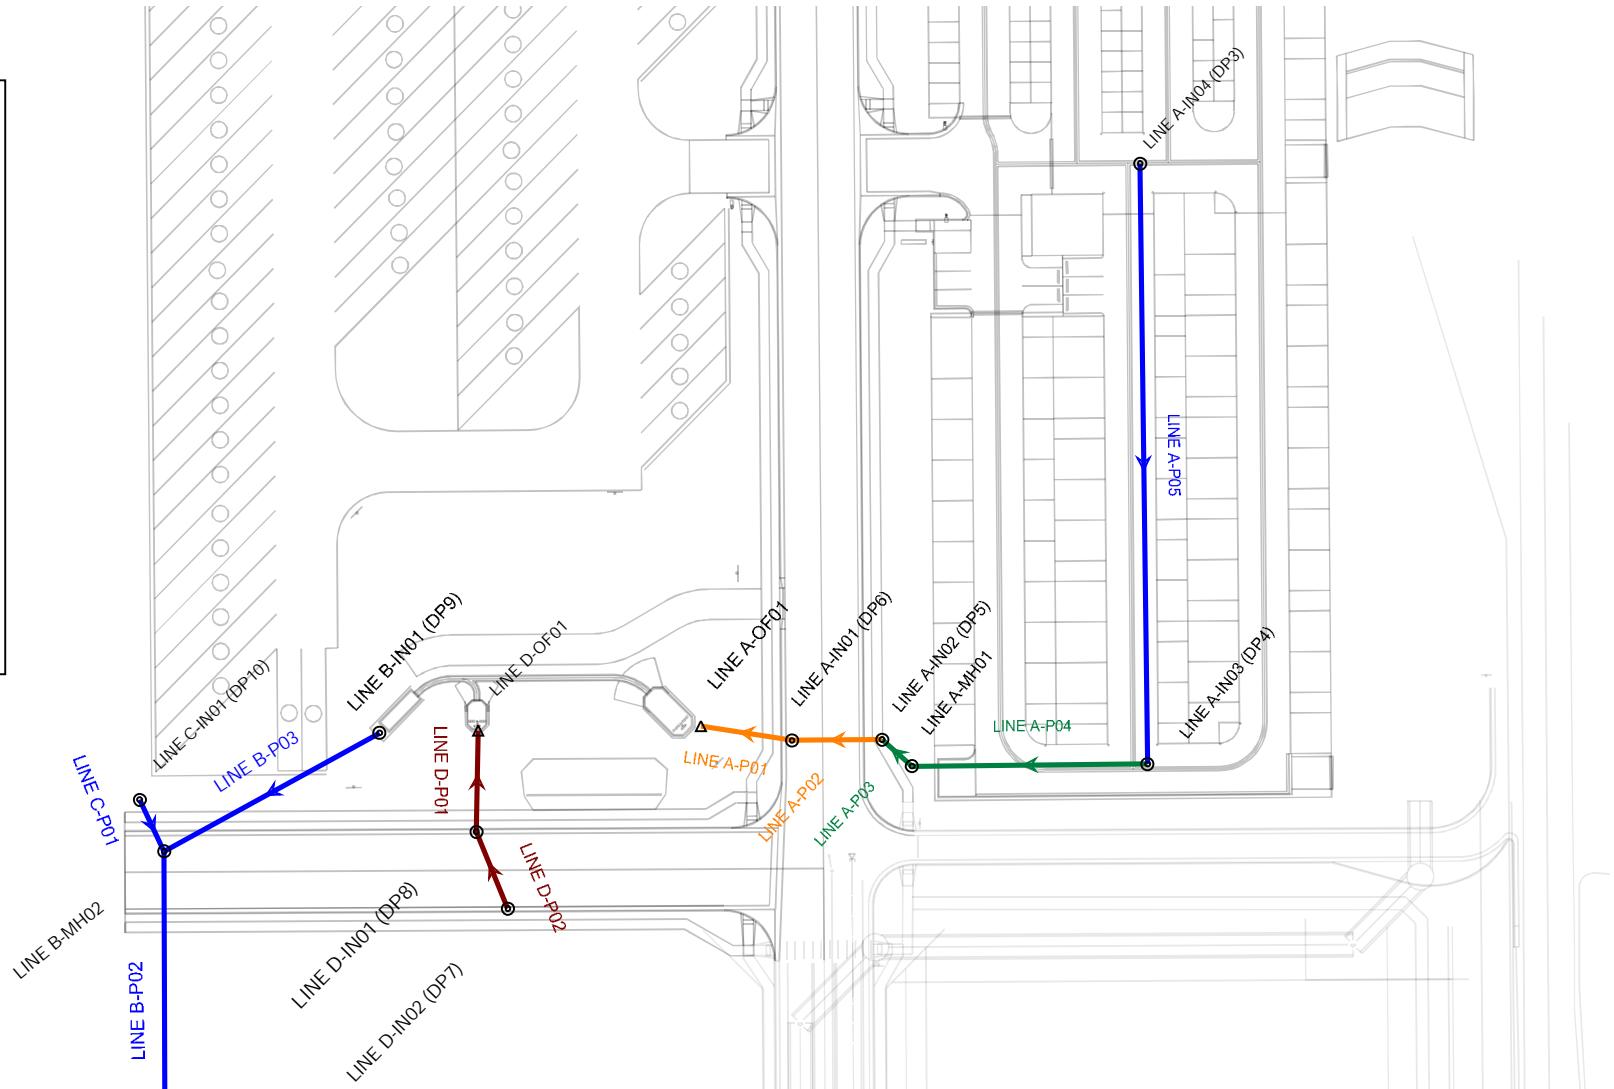 LINE A-IN04 (DP3)
LINE A-P05
LINE B-IN01 (DP9)
LINE D-OF01
LINE A-OF01
LINE A-IN01 (DP6)
LINE A-IN02 (DP5)
LINE A-MH01
LINE A-IN03 (DP4)
LINE C-IN01 (DP10)
LINE B-P03
LINE D-P01
LINE A-P01
LINE A-P04
LINE C-P01
LINE A-P02
LINE A-P03
LINE D-P02
LINE B-MH02
LINE D-IN01 (DP8)
LINE B-P02
LINE D-IN02 (DP7)